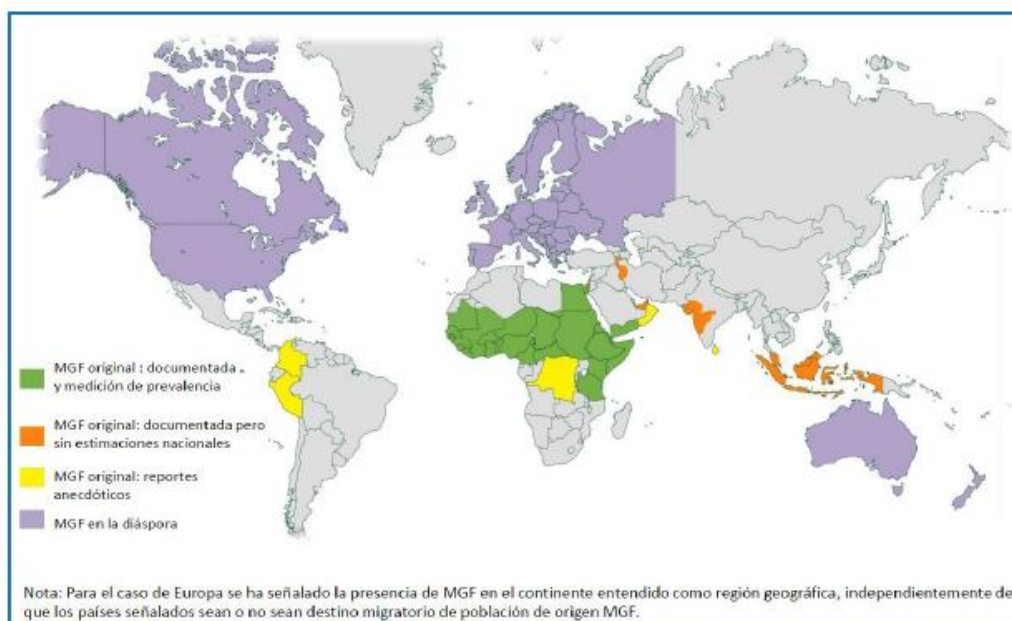 MGF original : documentada
y medición de prevalencia
MGF original: documentada pero
sin estimaciones nacionales
MGF original: reportes
anecdóticos
MGF en la diáspora
Nota: Para el caso de Europa se ha señalado la presencia de MGF en el continente entendido como región geográfica, independientemente de
que los países señalados sean o no sean destino migratorio de población de origen MGF.